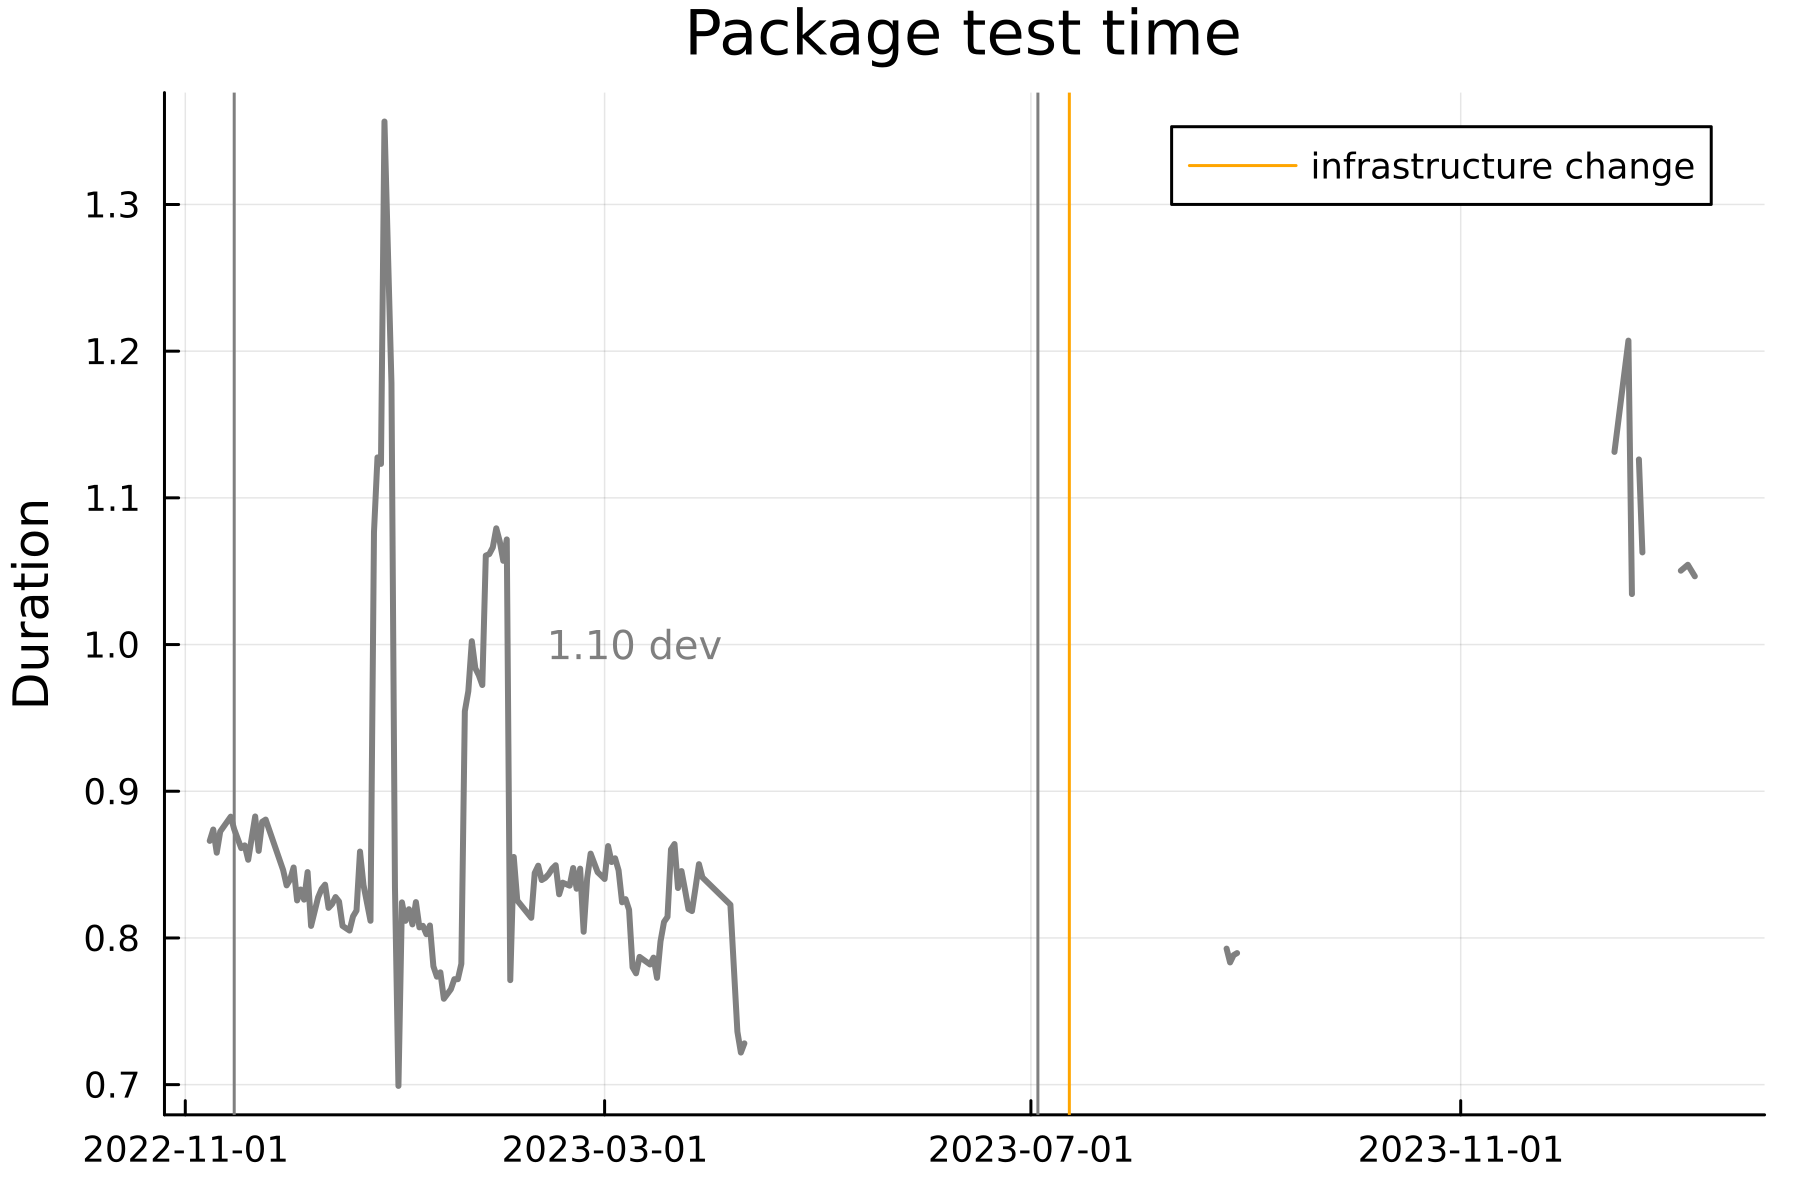 Package test time
infrastructure change
Duration
1.3
1.2
1.1
1.0
0.9
0.8
0.7
1.10 dev
2022-11-01
2023-03-01
2023-07-01
2023-11-01